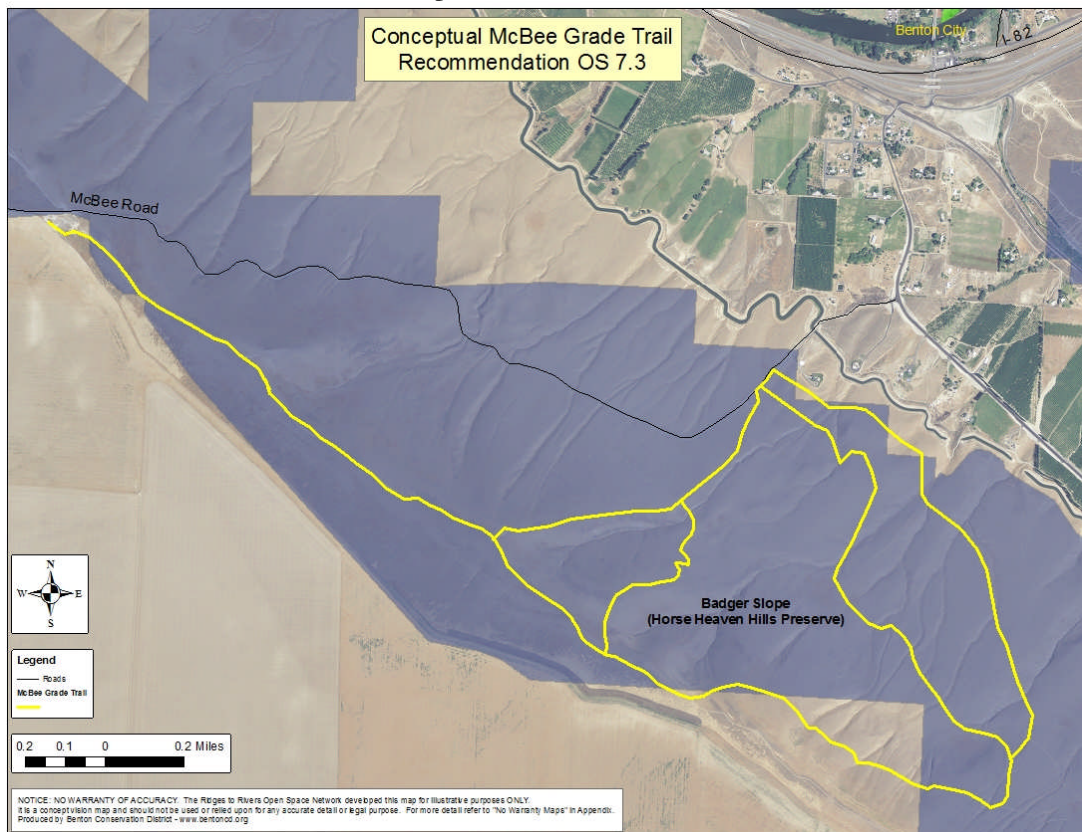 Conceptual McBee Grade Trail
Recommendation OS 7.3
Benton City
I-82
McBee Road
Badger Slope
(Horse Heaven Hills Preserve)
N
W E
S
Legend
Roads
McBee Grade Trail
0.2 0.1 0 0.2 Miles
NOTICE: NO WARRANTY OF ACCURACY. The Ridges to Rivers Open Space Network developed this map for illustrative purposes ONLY.
It is a concept vision map and should not be used or relied upon for any accurate detail or legal purpose. For more detail refer to "No Warranty Maps" in Appendix.
Produced by Benton Conservation District - www.bentoncd.org